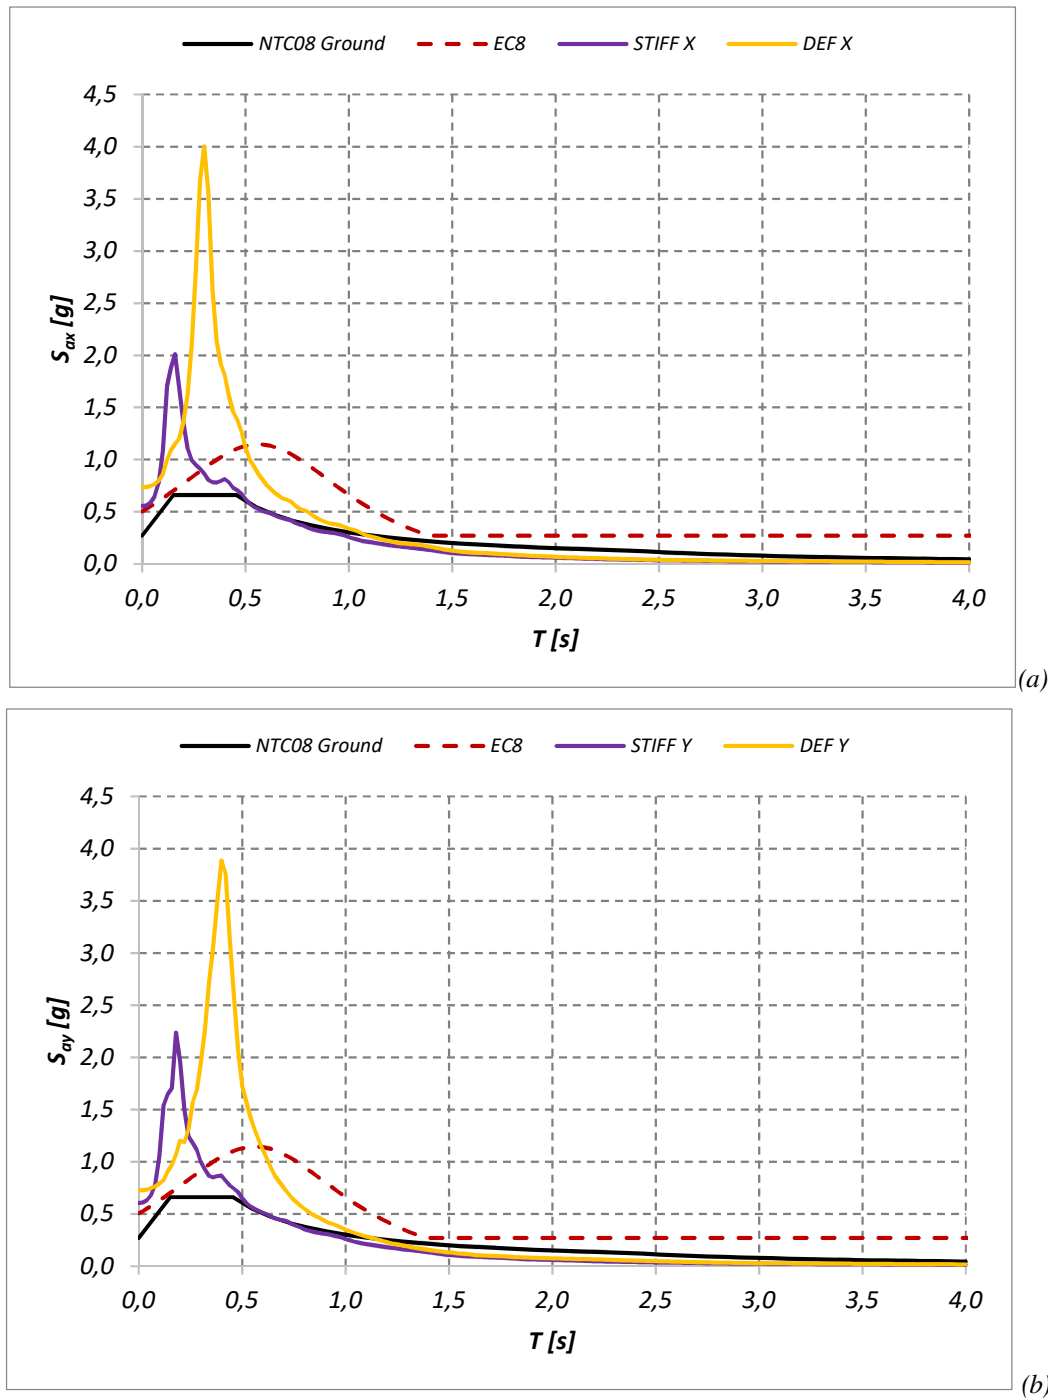 NTC08 Ground EC8 STIFF X DEF X
4,5
4,0
3,5
3,0
2,5
2,0
1,5
1,0
0,5
0,0
S_ax [g]
0,0 0,5 1,0 1,5 2,0 2,5 3,0 3,5 4,0
T [s]
(a)
NTC08 Ground EC8 STIFF Y DEF Y
4,5
4,0
3,5
3,0
2,5
2,0
1,5
1,0
0,5
0,0
S_ay [g]
0,0 0,5 1,0 1,5 2,0 2,5 3,0 3,5 4,0
T [s]
(b)